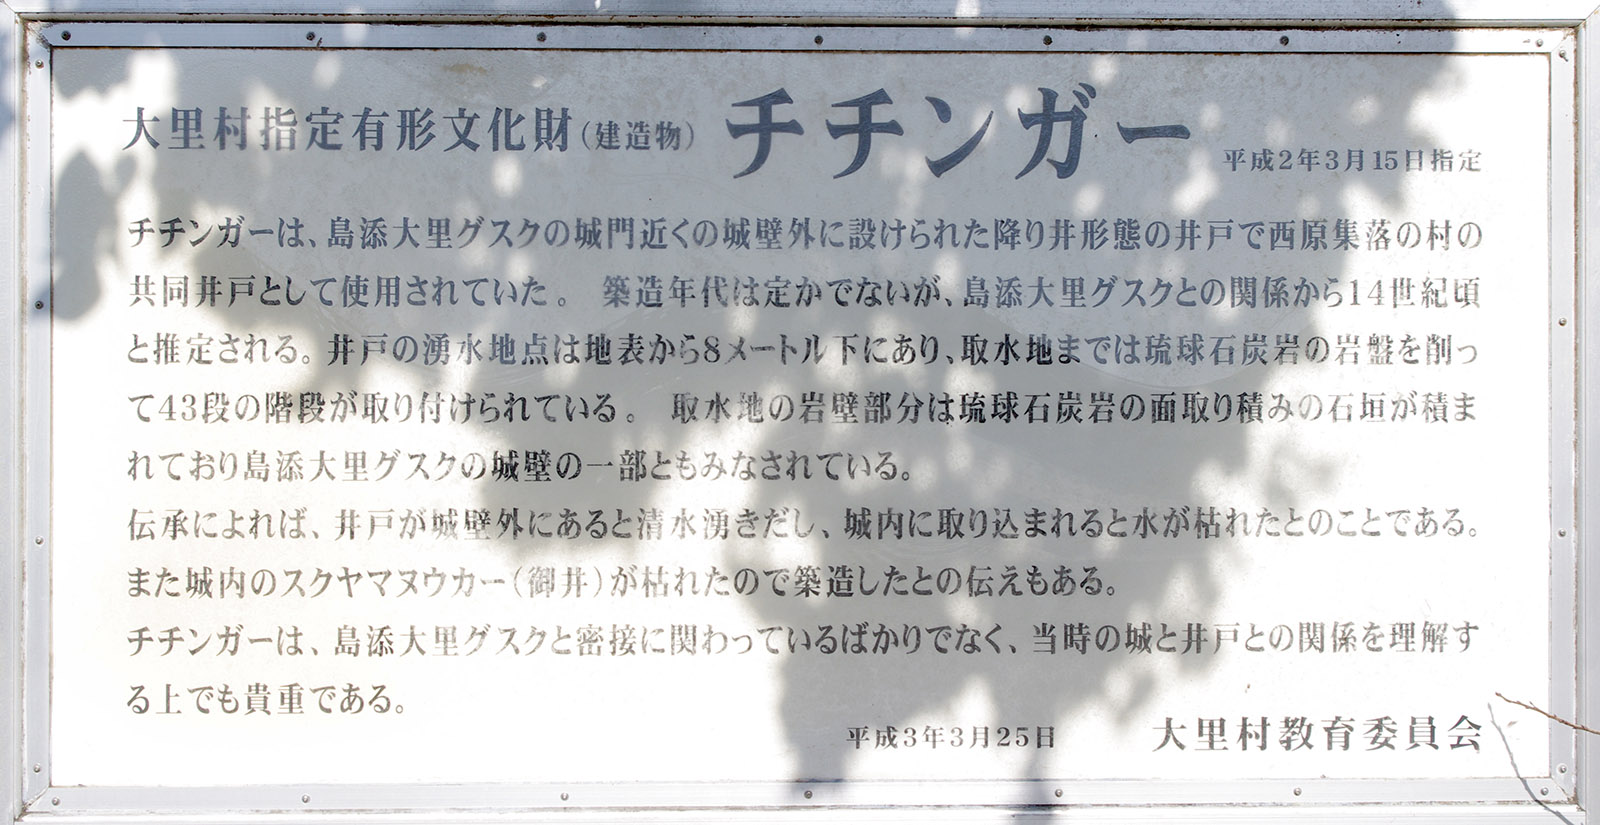 大里村指定有形文化財(建造物) チチンガー 平成2年3月15日指定
チチンガーは、島添大里グスクの城門近くの城壁外に設けられた降り井形態の井戸で西原集落の村の
共同井戸として使用されていた。 築造年代は定かでないが、島添大里グスクとの関係から14世紀頃
と推定される。井戸の湧水地点は地表から8メートル下にあり、取水地までは琉球石炭岩の岩盤を削っ
て43段の階段が取り付けられている。 取水地の岩壁部分は琉球石炭岩の面取り積みの石垣が積ま
れており島添大里グスクの城壁の一部ともみなされている。
伝承によれば、井戸が城壁外にあると清水湧きだし、城内に取り込まれると水が枯れたとのことである。
また城内のスクヤマヌウカー(御井)が枯れたので築造したとの伝えもある。
チチンガーは、島添大里グスクと密接に関わっているばかりでなく、当時の城と井戸との関係を理解す
る上でも貴重である。
平成3年3月25日 大里村教育委員会